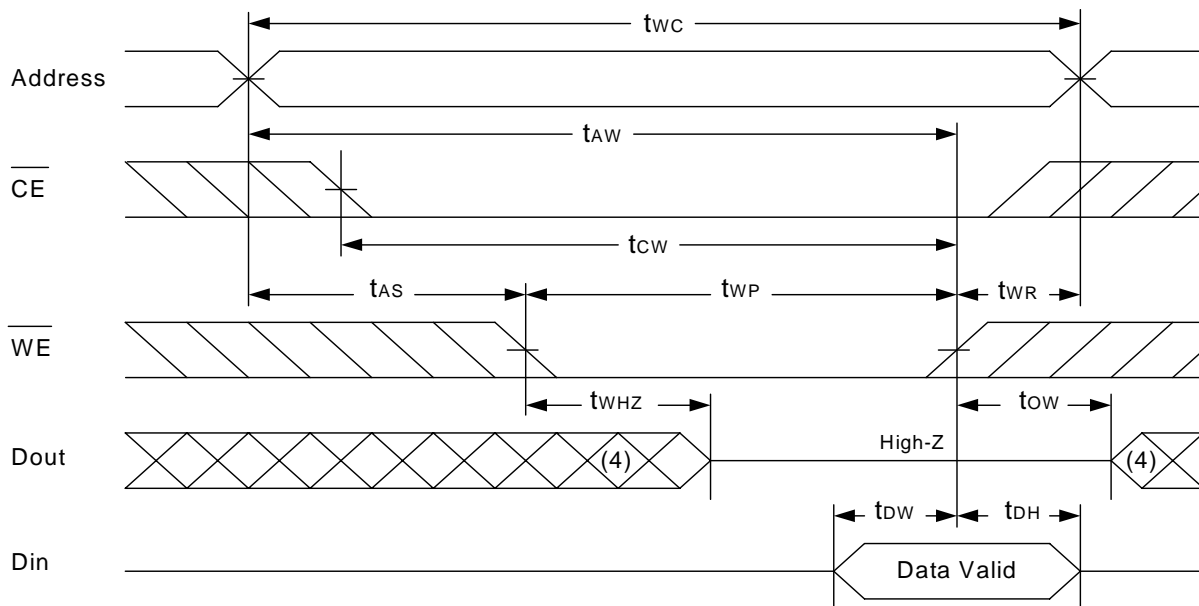 tWC
Address
tAW
CE
tCW
tAS
tWP
tWR
WE
tWHZ
tOW
Dout
(4)
High-Z
(4)
tDW
tDH
Din
Data Valid